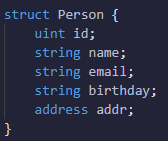 struct Person {
    uint id;
    string name;
    string email;
    string birthday;
    address addr;
}